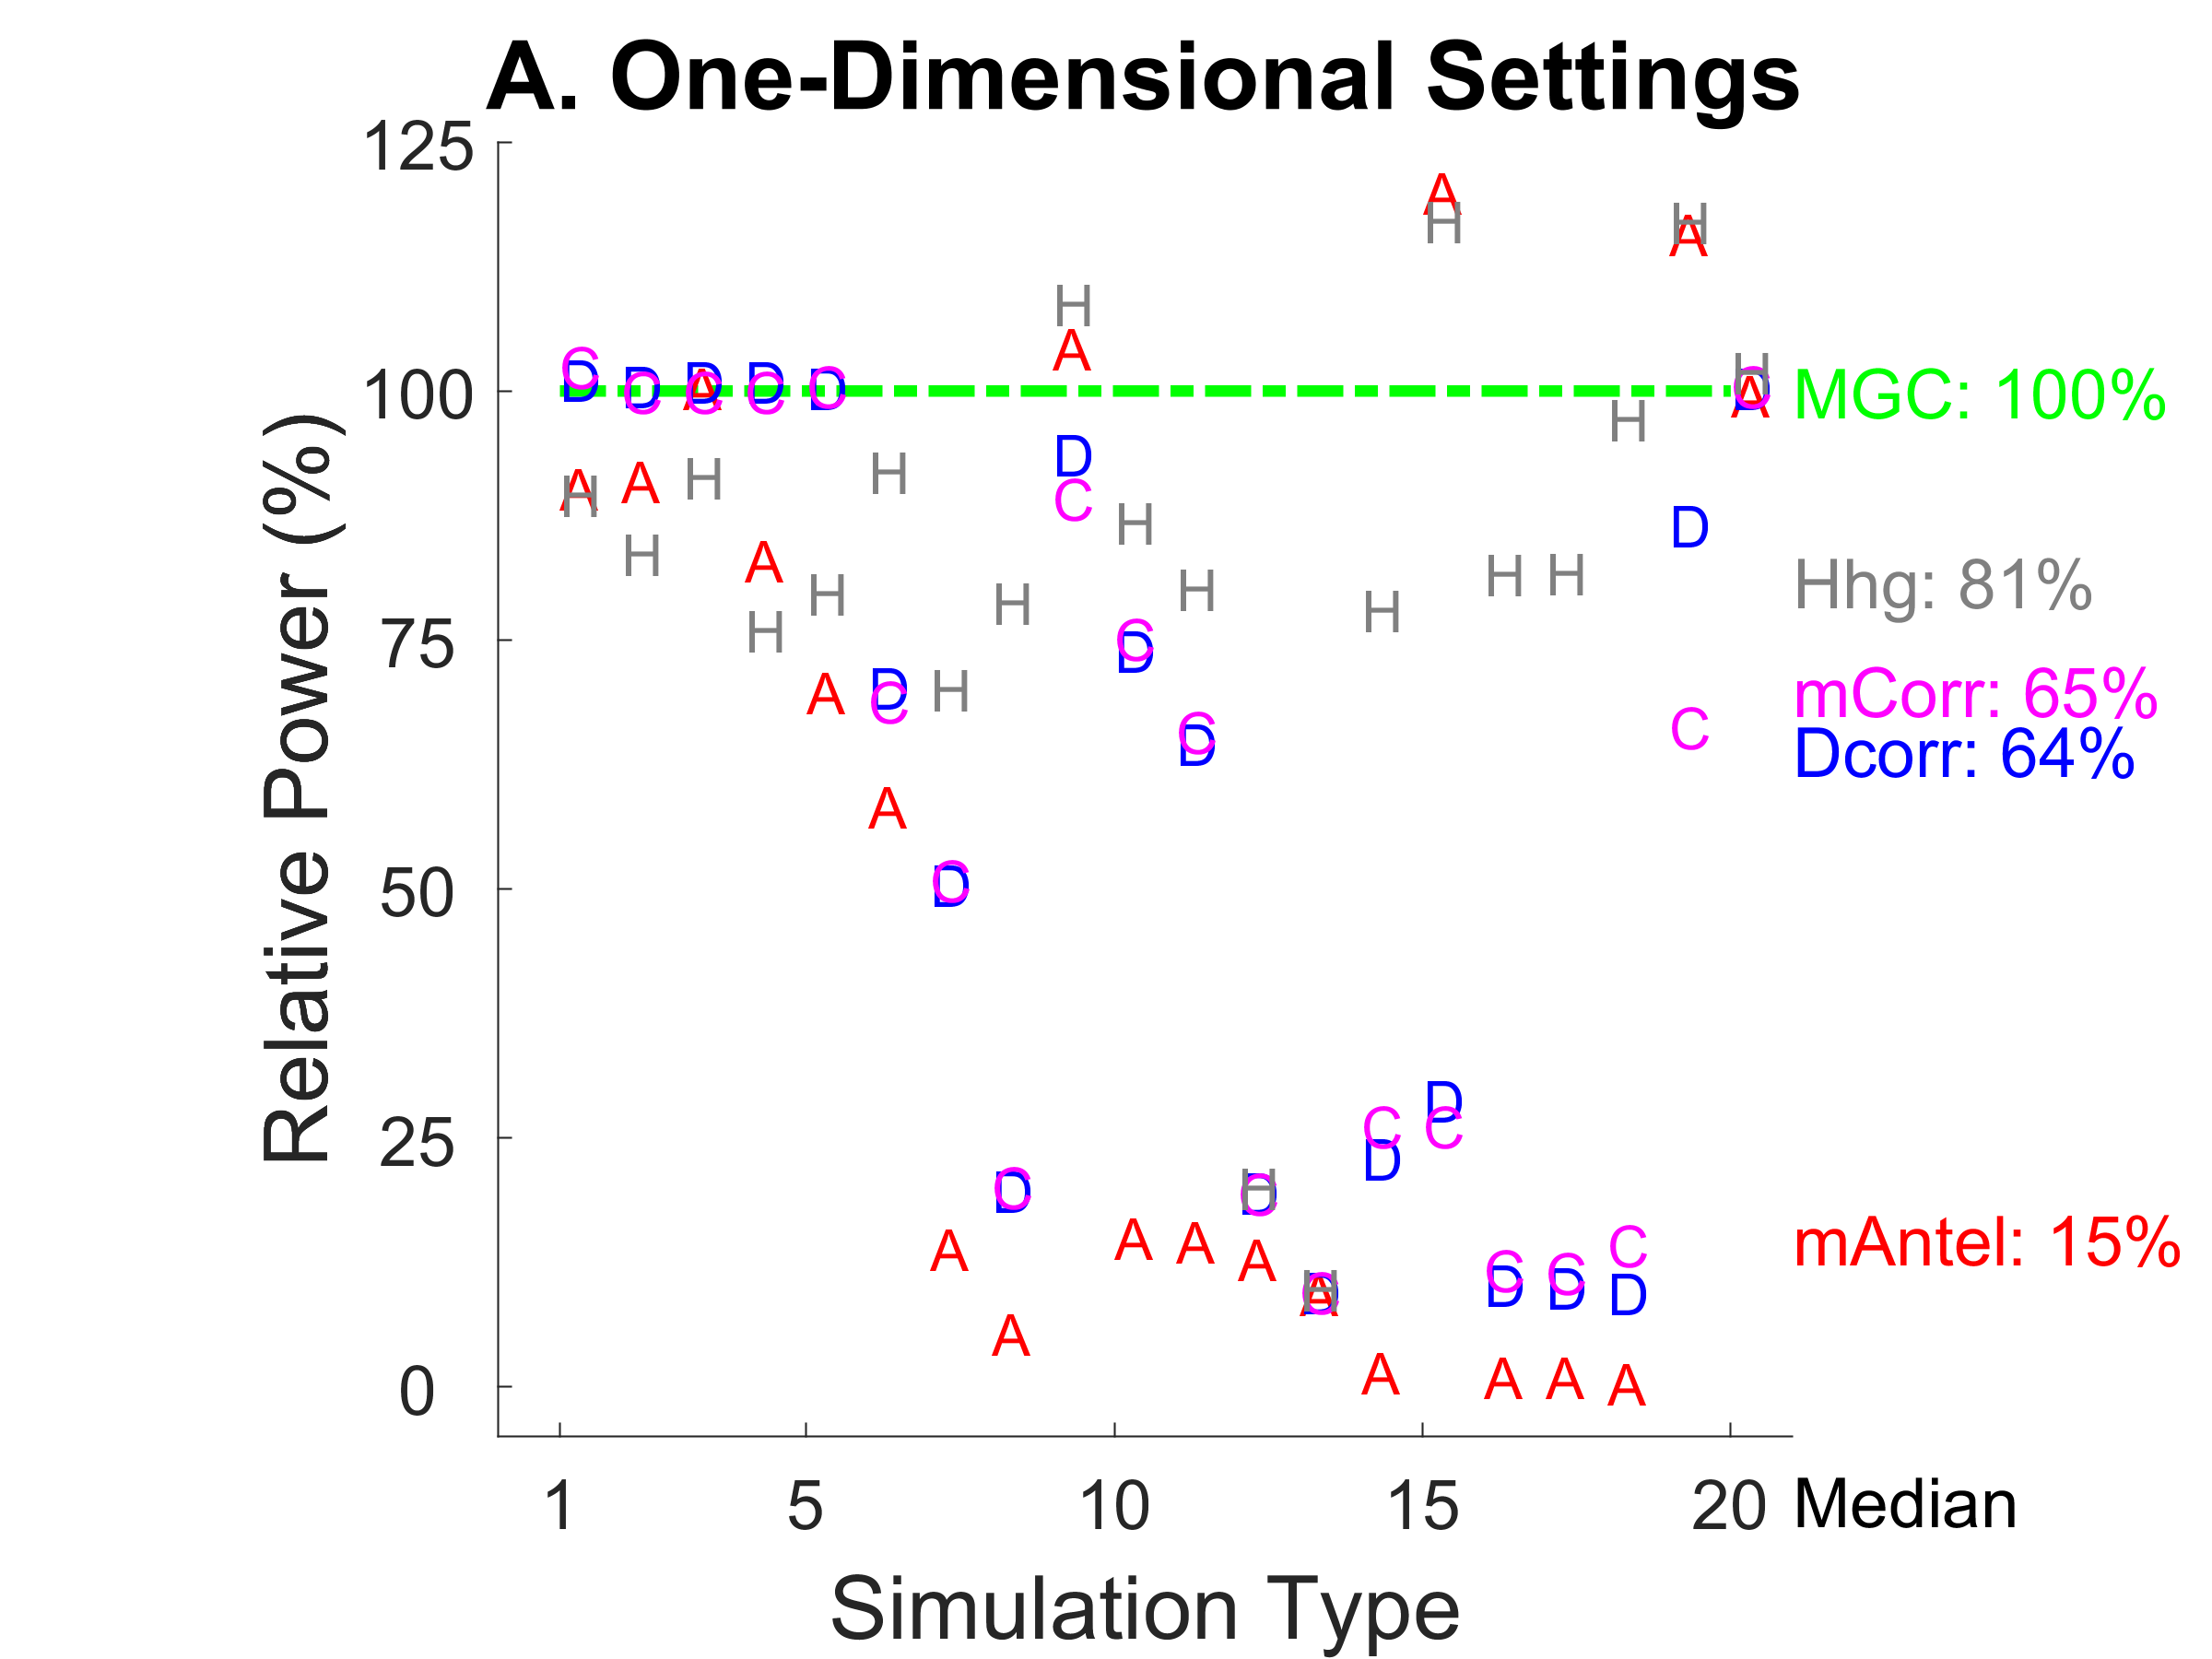 A. One-Dimensional Settings
Relative Power (%)
125
100
75
50
25
0
MGC: 100%
Hhg: 81%
mCorr: 65%
Dcorr: 64%
mAntel: 15%
1 5 10 15 20 Median
Simulation Type